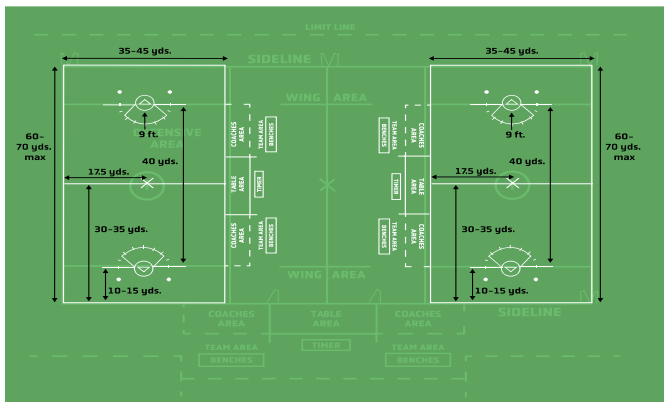 LIMIT LINE
35–45 yds.
SIDELINE
35–45 yds.
WING AREA
9 ft.
DEFENSIVE
AREA
COACHES
AREA
TEAM AREA
BENCHES
BENCHES
TEAM AREA
COACHES
AREA
9 ft.
60–
70 yds.
max
40 yds.
40 yds.
60–
70 yds.
max
17.5 yds.
TABLE
AREA
TIMER
TIMER
TABLE
AREA
17.5 yds.
30–35 yds.
COACHES
AREA
TEAM AREA
BENCHES
BENCHES
TEAM AREA
COACHES
AREA
30–35 yds.
WING AREA
10–15 yds.
10–15 yds.
COACHES
AREA
TABLE
AREA
COACHES
AREA
SIDELINE
TIMER
TEAM AREA
BENCHES
TEAM AREA
BENCHES